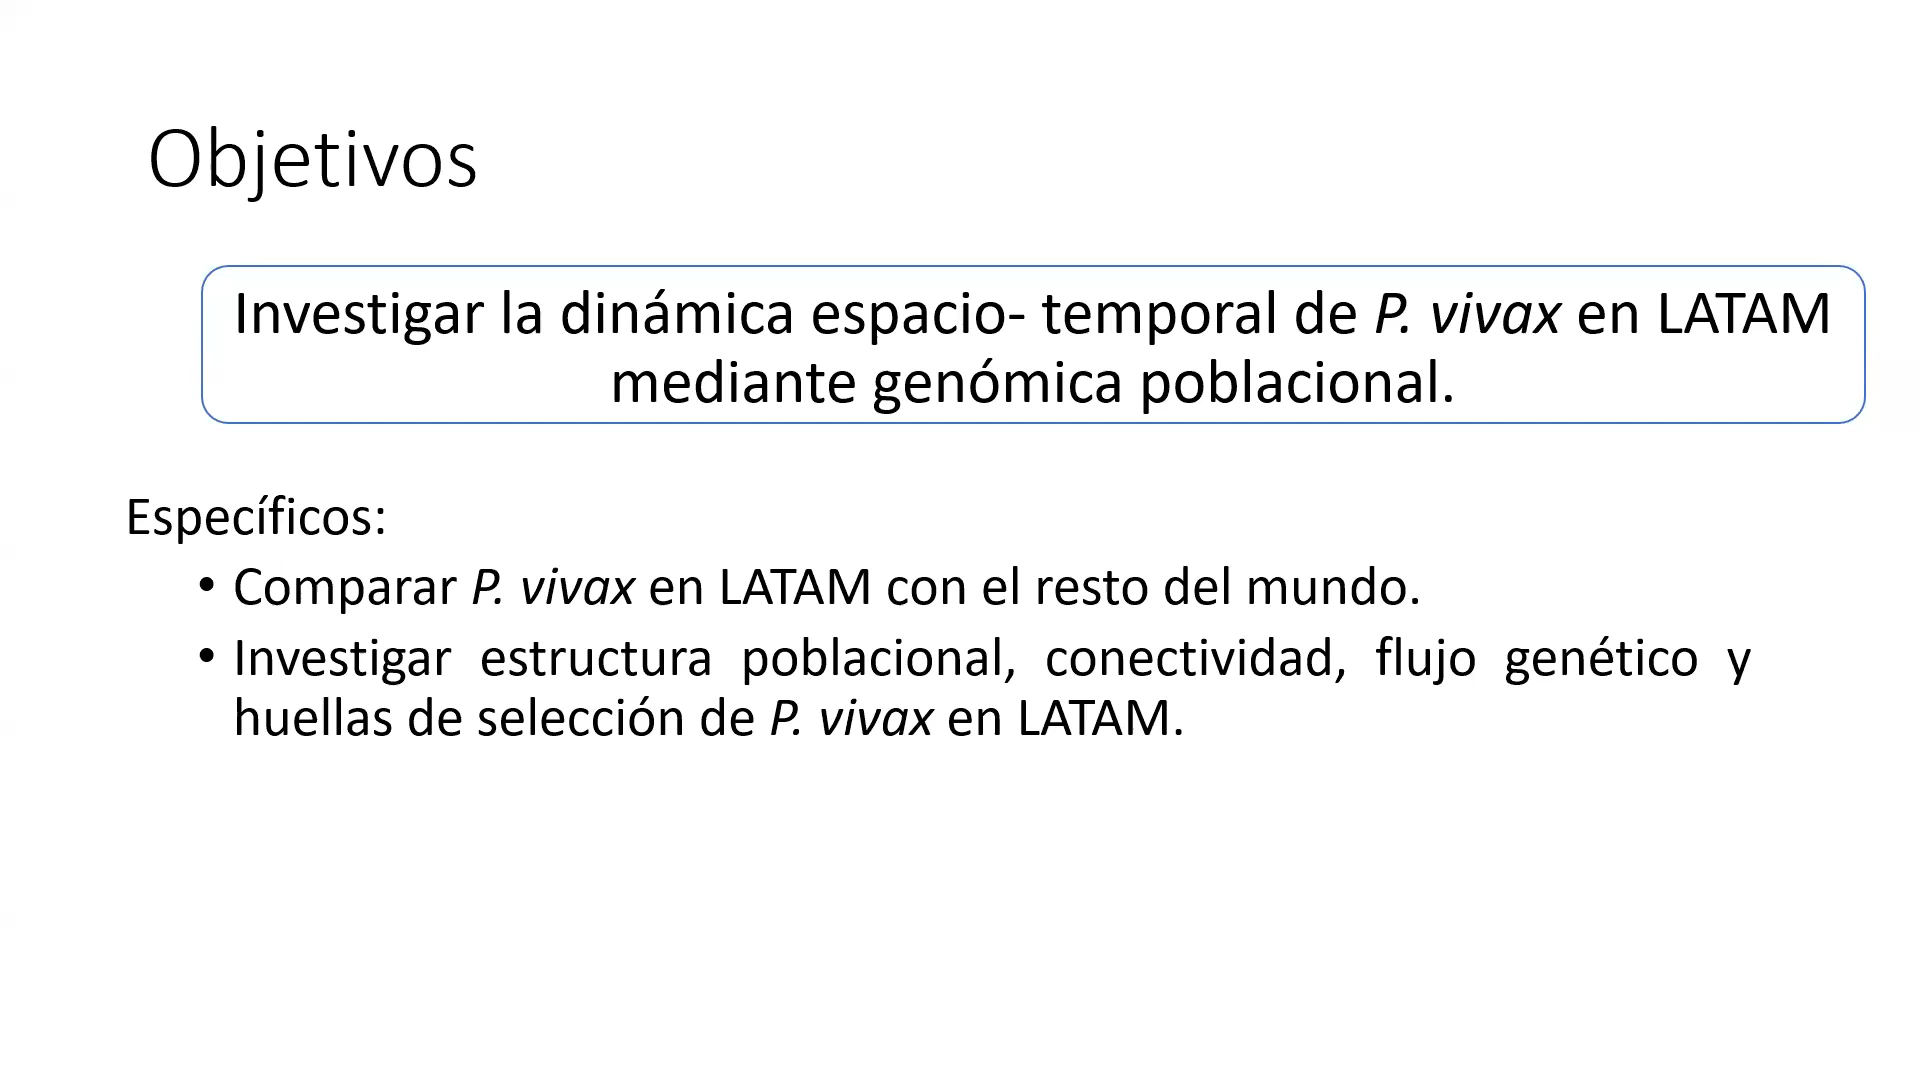 Objetivos
Investigar la dinámica espacio- temporal de P. vivax en LATAM
mediante genómica poblacional.
Específicos:
• Comparar P. vivax en LATAM con el resto del mundo.
• Investigar estructura poblacional, conectividad, flujo genético y
huellas de selección de P. vivax en LATAM.